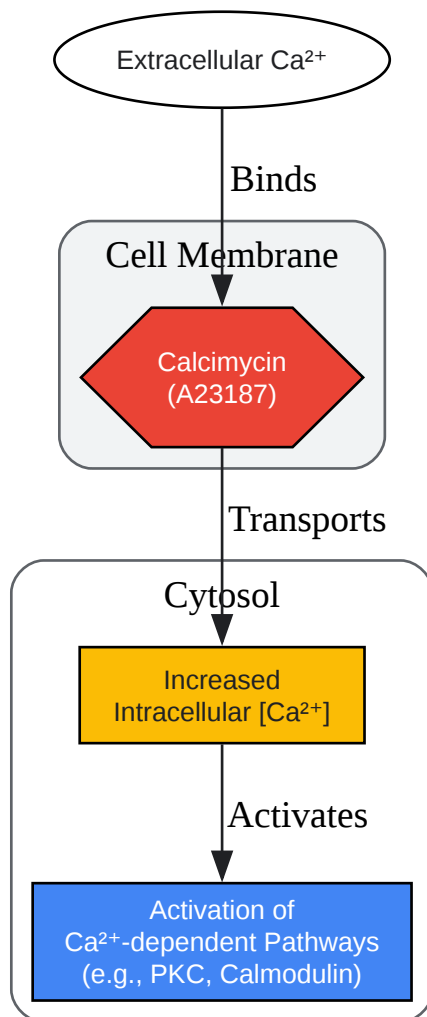 Extracellular Ca²⁺
Binds
Cell Membrane
Calcimycin
(A23187)
Transports
Cytosol
Increased
Intracellular [Ca²⁺]
Activates
Activation of
Ca²⁺-dependent Pathways
(e.g., PKC, Calmodulin)